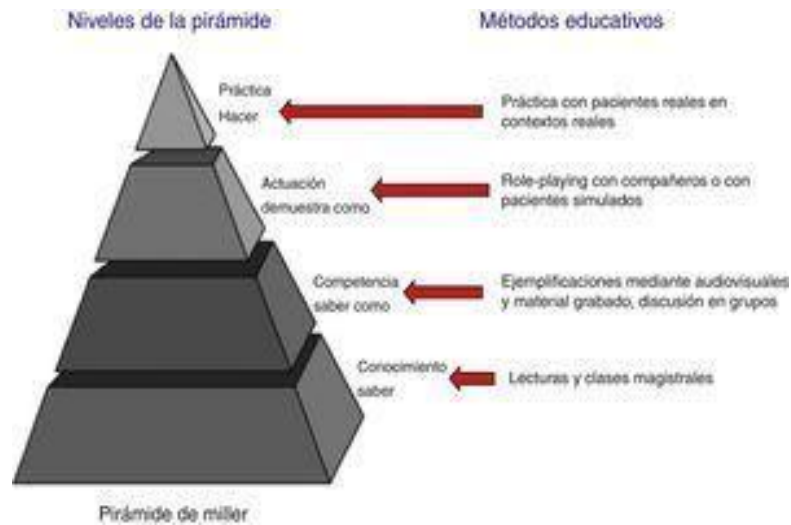 Niveles de la pirámide
Métodos educativos
Práctica
Hacer
Práctica con pacientes reales en
contextos reales
Actuación
demuestra como
Role-playing con compañeros o con
pacientes simulados
Competencia
saber como
Ejemplificaciones mediante audiovisuales
y material grabado, discusión en grupos
Conocimiento
saber
Lecturas y clases magistrales
Pirámide de miller